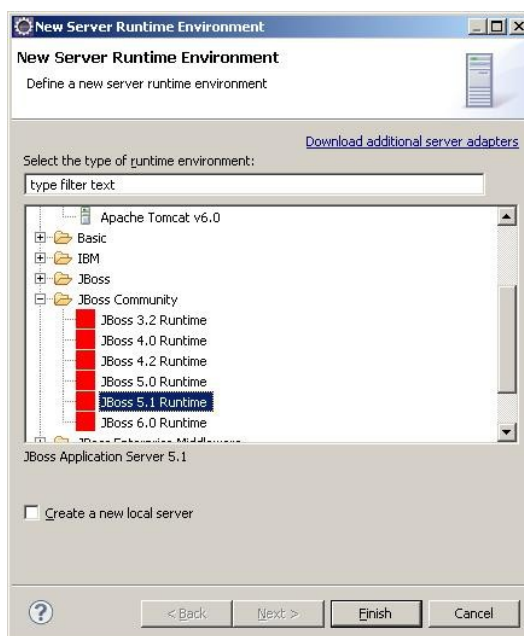 New Server Runtime Environment
New Server Runtime Environment
Define a new server runtime environment
Download additional server adapters
Select the type of runtime environment:
type filter text
Apache Tomcat v6.0
Basic
IBM
JBoss
JBoss Community
JBoss 3.2 Runtime
JBoss 4.0 Runtime
JBoss 4.2 Runtime
JBoss 5.0 Runtime
JBoss 5.1 Runtime
JBoss 6.0 Runtime
JBoss Enterprise Middleware
JBoss Application Server 5.1
Create a new local server
< Back Next > Finish Cancel